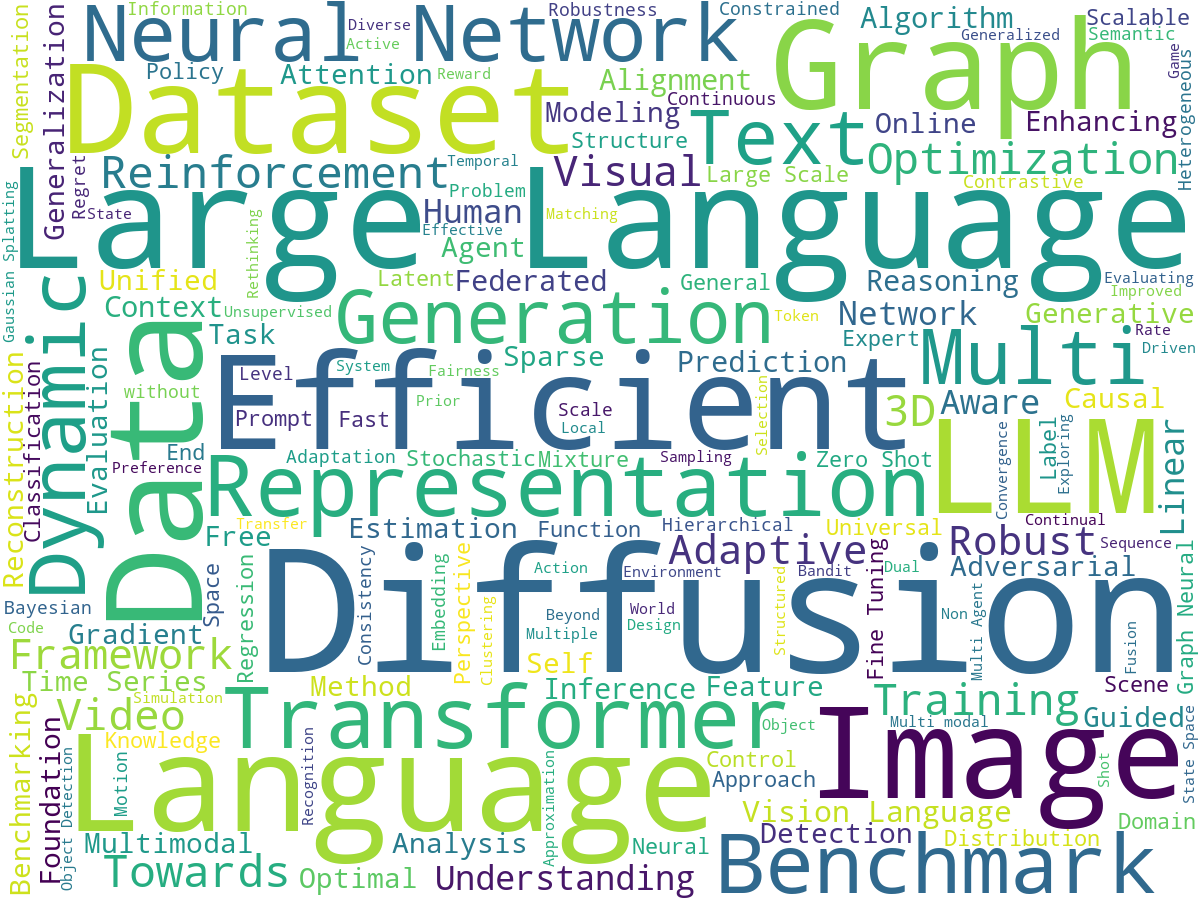 Information
Diverse
Robustness
Constrained
Neural Network
Active
Algorithm
Generalized
Scalable
Semantic
Segmentation
Generalization
Policy
Attention
Reward
Alignment
Continuous
Graph
Game
Heterogeneous
Dataset
Modeling
Structure
Text
Online
Enhancing
Reinforcement
Temporal
Visual
Large Scale
Optimization
Contrastive
Regret
State
Problem
Human
Effective
Matching
Large Language
Gaussian Splatting
Rethinking
Agent
Unified
Latent
Federated
General
Reasoning
Evaluating
Improved
Context
Unsupervised
Generation
Token
Network
Generative
Rate
Driven
Dynamic
Data
Task
Level
System
Fairness
Sparse
Prediction
Expert
Multi
Reconstruction
Classification
Evaluation
without
Efficient
Prompt
Fast
Prior
Scale
Local
Selection
3D
Aware
Causal
End
Preference
Adaptation
Stochastic
Mixture
Sampling
Zero Shot
LLM
Convergence
Label
Exploring
Linear
Representation
Transfer
Free
Estimation
Function
Hierarchical
Universal
Continual
Adaptive
Robust
Sequence
Bayesian
Code
Space
Consistency
Action
Environment
Bandit
Dual
Adversarial
Fine Tuning
Gradient
Regression
Embedding
Perspective
Clustering
Beyond
Multiple
World
Design
Structured
Non
Multi Agent
Fusion
Graph Neural
Diffusion
Framework
Self
Time Series
Simulation
Method
Inference
Feature
Training
Scene
Guided
Video
Transformer
Object
Multi modal
Image
State Space
Benchmarking
Foundation
Object Detection
Knowledge
Motion
Recognition
Language
Approximation
Control
Approach
Shot
Vision Language
Domain
Multimodal
Analysis
Neural
Detection
Distribution
Towards
Optimal
Understanding
Benchmark